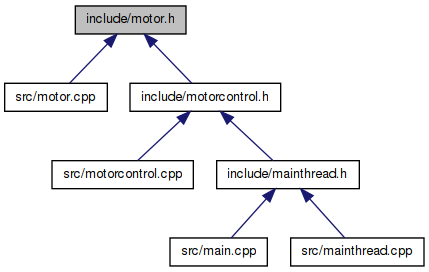 include/motor.h
src/motor.cpp
include/motorcontrol.h
src/motorcontrol.cpp
include/mainthread.h
src/main.cpp
src/mainthread.cpp